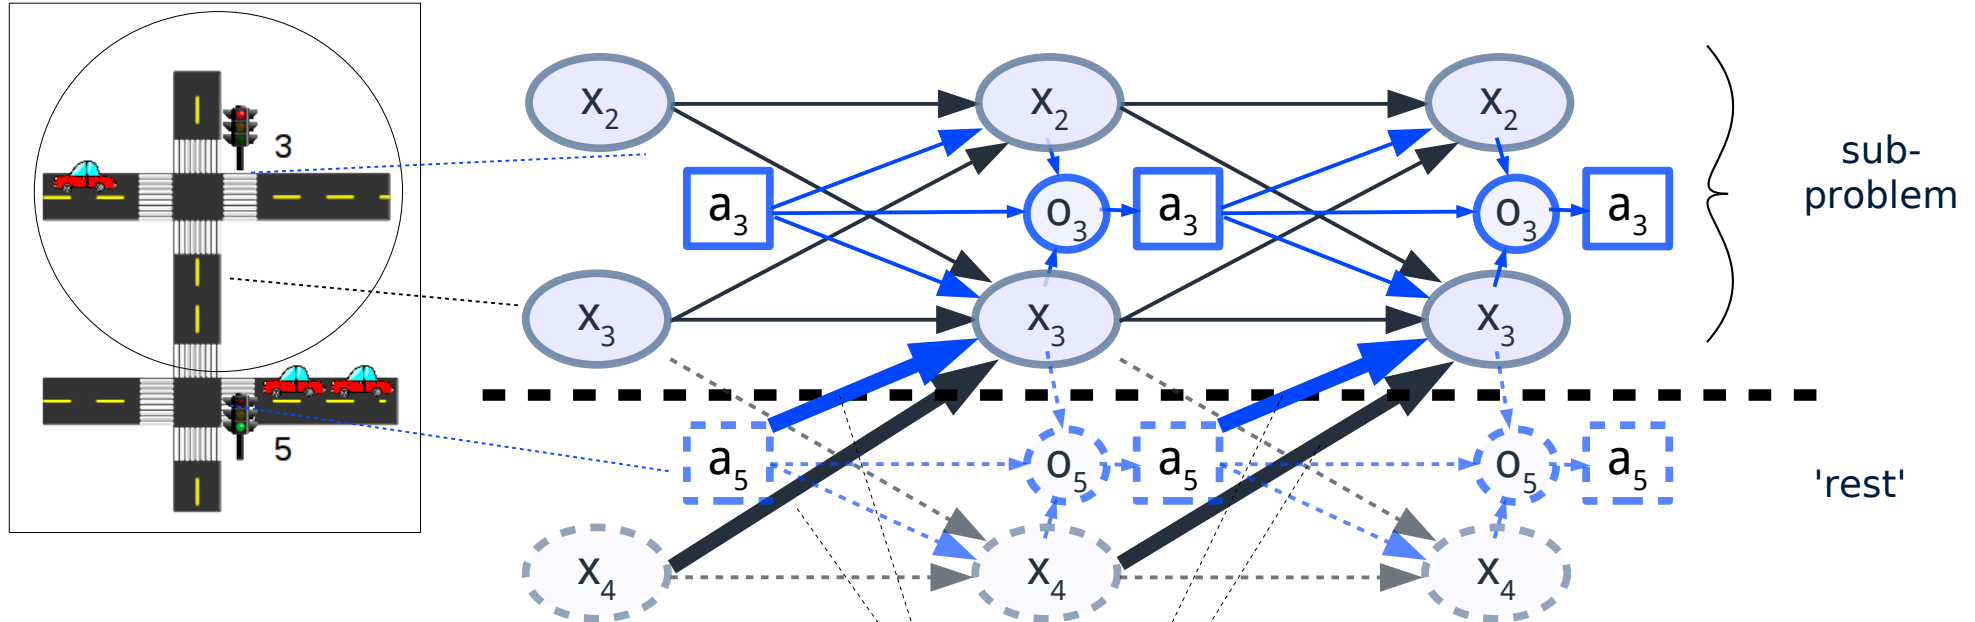 3
5
x2 x2 x2
a3 o3 a3 o3 a3
x3 x3 x3
sub-
problem
a5 o5 a5 o5 a5
x4 x4 x4
'rest'